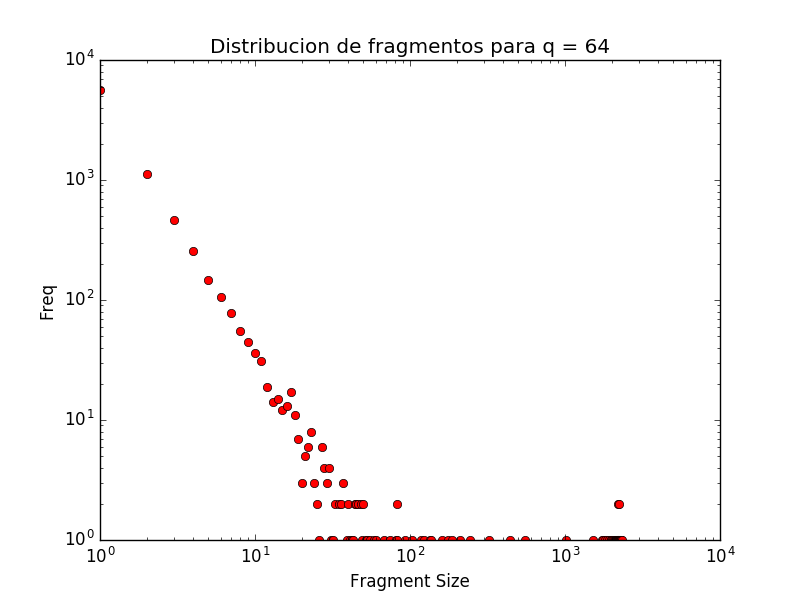 Distribucion de fragmentos para q = 64
10^4
10^3
10^2
10^1
10^0
Freq
10^0 10^1 10^2 10^3 10^4
Fragment Size